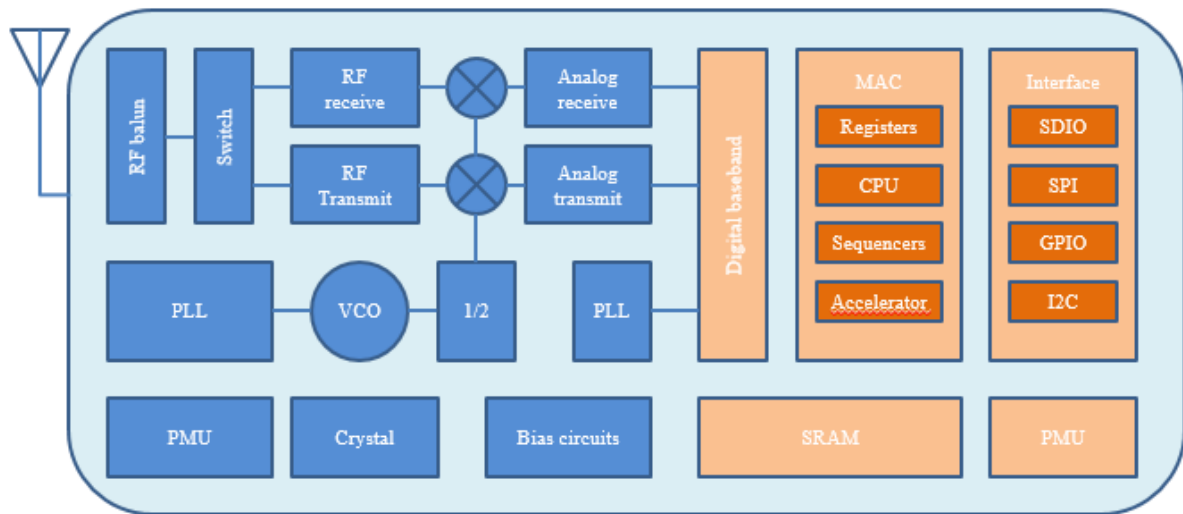 RF balun
Switch
RF
receive
RF
Transmit
Analog
receive
Analog
transmit
Digital baseband
MAC
Registers
CPU
Sequencers
Accelerator
Interface
SDIO
SPI
GPIO
I2C
PLL
VCO
1/2
PLL
PMU
Crystal
Bias circuits
SRAM
PMU